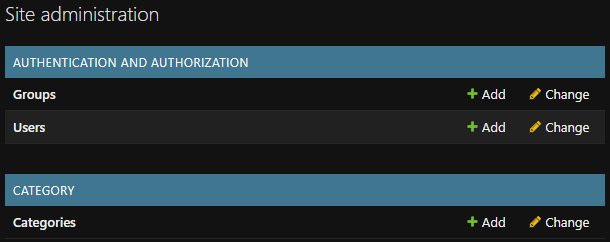 Site administration
AUTHENTICATION AND AUTHORIZATION
Groups Add Change
Users Add Change
CATEGORY
Categories Add Change